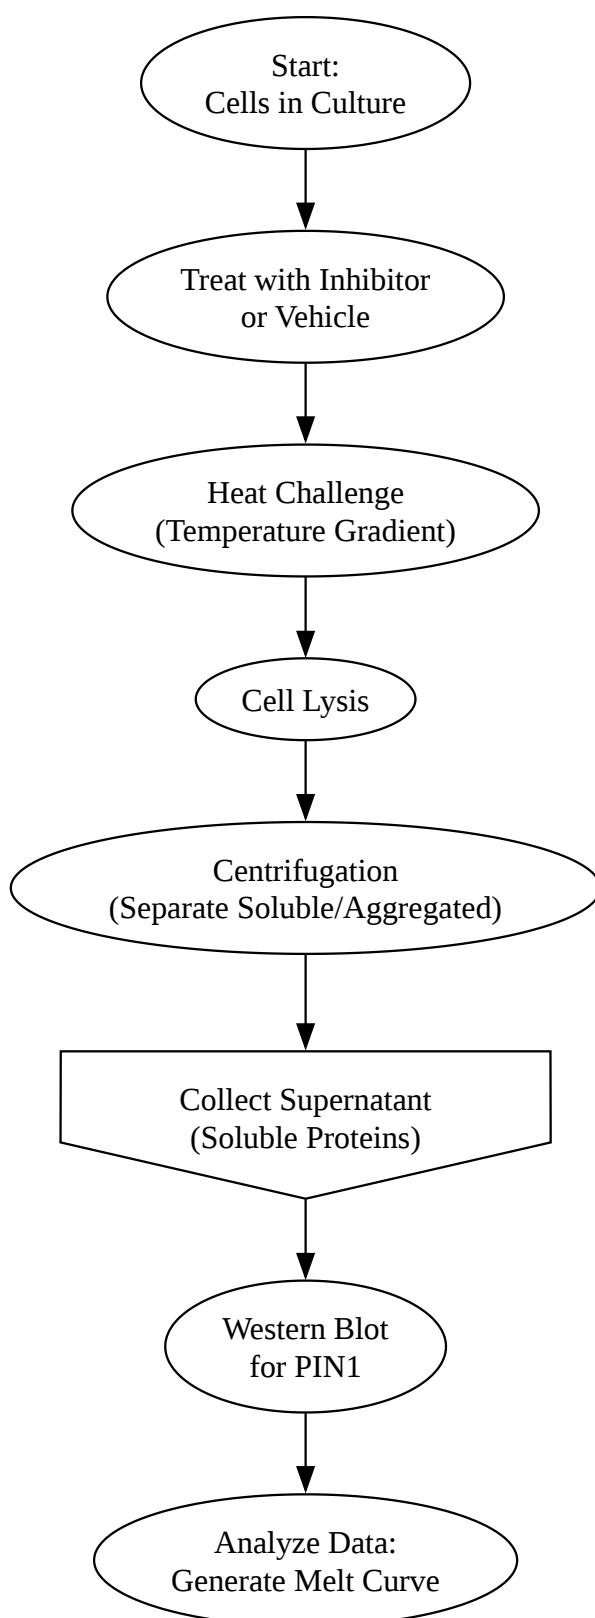 Start:
Cells in Culture
Treat with Inhibitor
or Vehicle
Heat Challenge
(Temperature Gradient)
Cell Lysis
Centrifugation
(Separate Soluble/Aggregated)
Collect Supernatant
(Soluble Proteins)
Western Blot
for PIN1
Analyze Data:
Generate Melt Curve